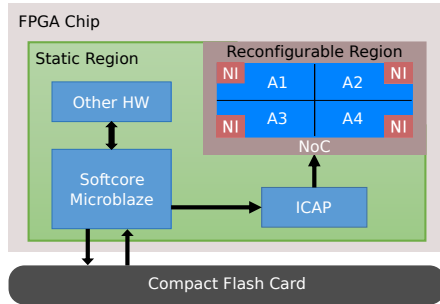 FPGA Chip
Static Region
Reconfigurable Region
NI
A1
A2
NI
NI
A3
A4
NI
NoC
Other HW
Softcore
Microblaze
ICAP
Compact Flash Card